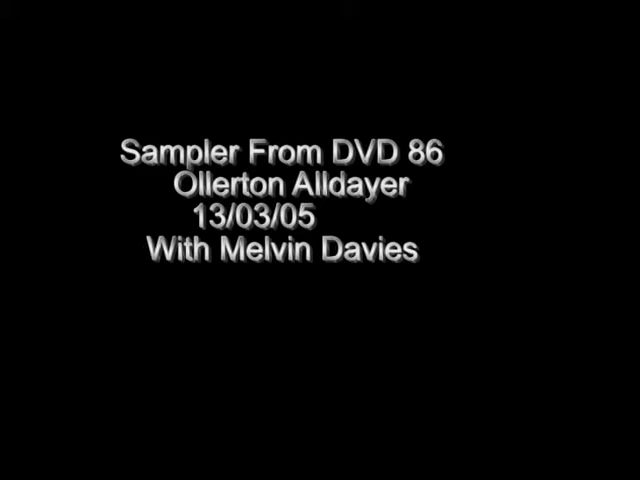 Sampler From DVD 86
Ollerton Alldayer
13/03/05
With Melvin Davies